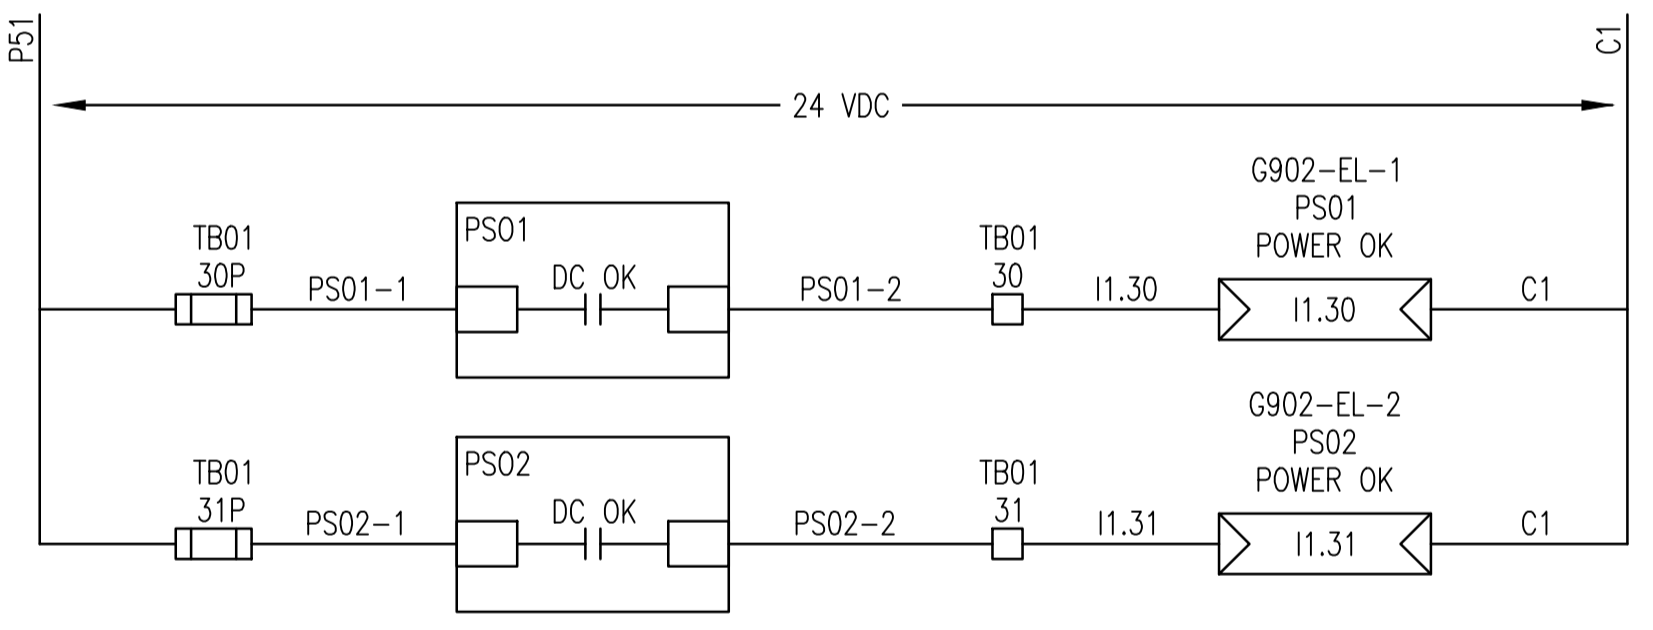 P51
C1
24 VDC
G902-EL-1
PS01
POWER OK
TB01
30P
PS01-1
PS01
DC OK
PS01-2
TB01
30
I1.30
I1.30
C1
G902-EL-2
PS02
POWER OK
TB01
31P
PS02-1
PS02
DC OK
PS02-2
TB01
31
I1.31
I1.31
C1